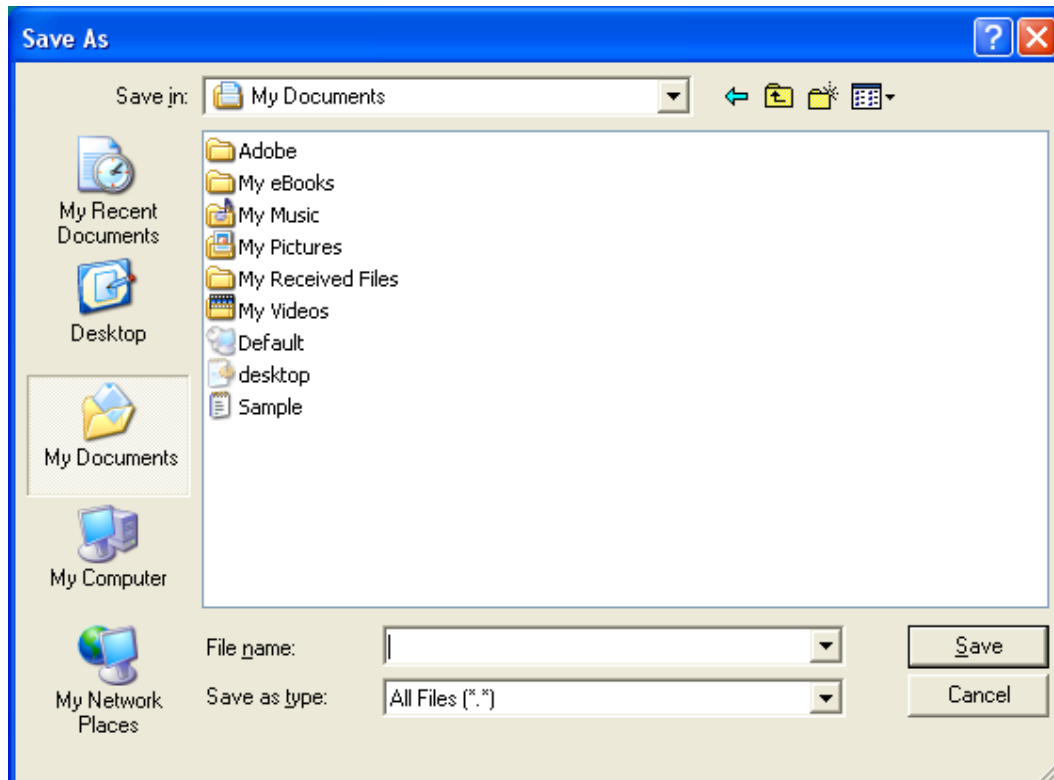 Save As
Save in: My Documents
My Recent
Documents
Desktop
My Documents
My Computer
My Network
Places
Adobe
My eBooks
My Music
My Pictures
My Received Files
My Videos
Default
desktop
Sample
File name:
Save
Save as type: All Files (*.*)
Cancel